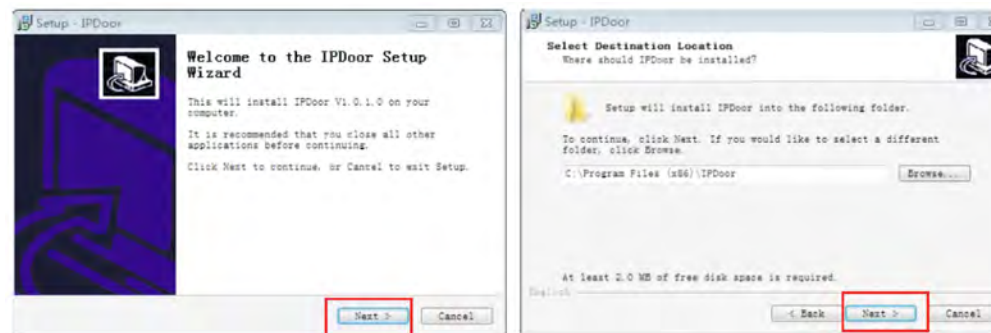 Setup - IPDoor
Welcome to the IPDoor Setup
Wizard
This will install IPDoor V1.0.1.0 on your
computer.
It is recommended that you close all other
applications before continuing.
Click Next to continue, or Cancel to exit Setup.
Next >
Cancel
Setup - IPDoor
Select Destination Location
Where should IPDoor be installed?
Setup will install IPDoor into the following folder.
To continue, click Next. If you would like to select a different
folder, click Browse.
C:\Program Files (x86)\IPDoor
Browse...
At least 2.0 MB of free disk space is required.
English
< Back
Next >
Cancel